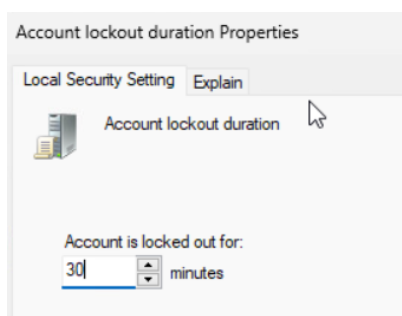 Account lockout duration Properties
Local Security Setting Explain
Account lockout duration
Account is locked out for:
30 minutes